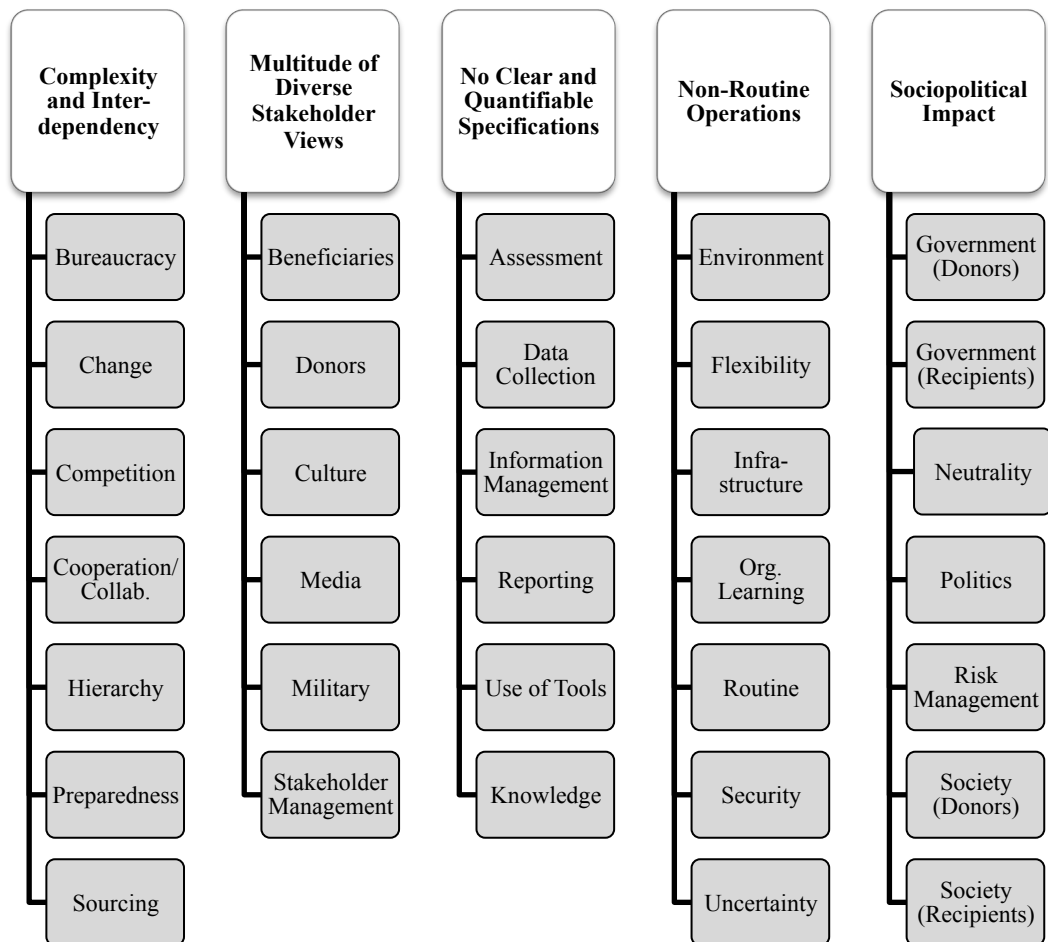 Complexity
and Inter-
dependency
Bureaucracy
Change
Competition
Cooperation/
Collab.
Hierarchy
Preparedness
Sourcing
Multitude of
Diverse
Stakeholder
Views
Beneficiaries
Donors
Culture
Media
Military
Stakeholder
Management
No Clear and
Quantifiable
Specifications
Assessment
Data
Collection
Information
Management
Reporting
Use of Tools
Knowledge
Non-Routine
Operations
Environment
Flexibility
Infra-
structure
Org.
Learning
Routine
Security
Uncertainty
Sociopolitical
Impact
Government
(Donors)
Government
(Recipients)
Neutrality
Politics
Risk
Management
Society
(Donors)
Society
(Recipients)